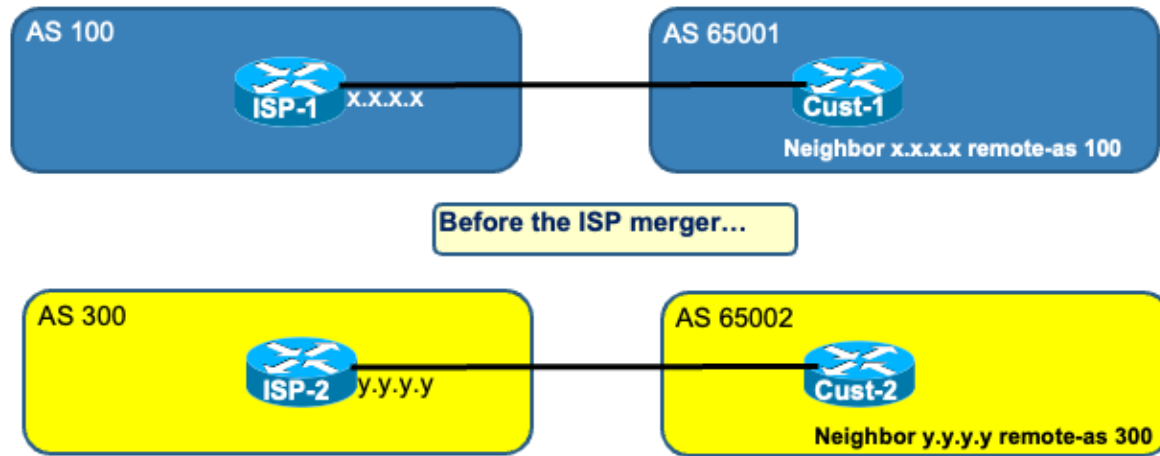 AS 100
AS 65001
ISP-1
x.x.x.x
Cust-1
Neighbor x.x.x.x remote-as 100
Before the ISP merger...
AS 300
AS 65002
ISP-2
y.y.y.y
Cust-2
Neighbor y.y.y.y remote-as 300